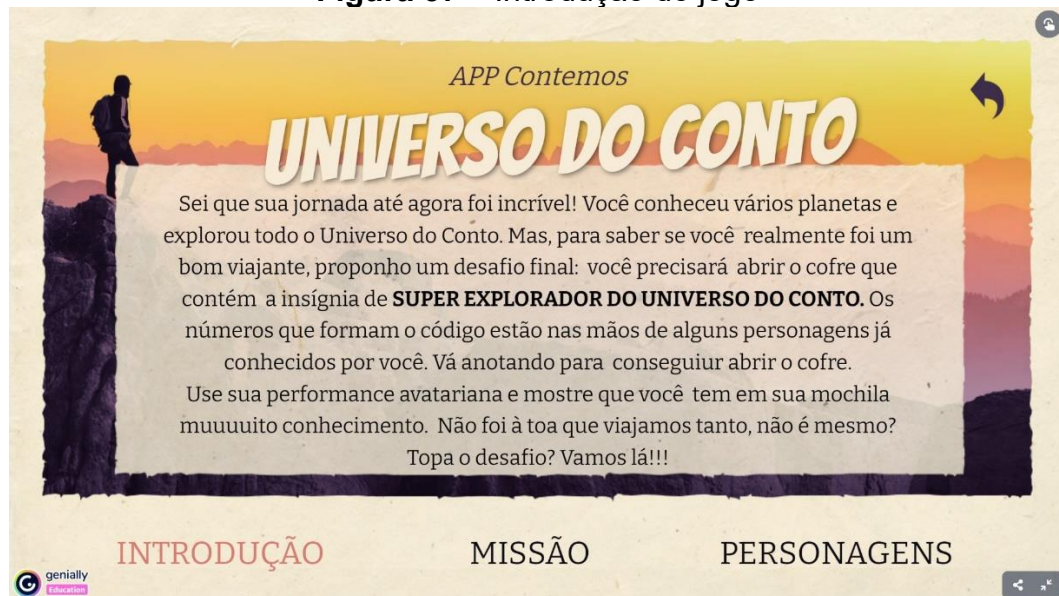 APP Contemos
UNIVERSO DO CONTO
Sei que sua jornada até agora foi incrível! Você conheceu vários planetas e
explorou todo o Universo do Conto. Mas, para saber se você realmente foi um
bom viajante, proponho um desafio final: você precisará abrir o cofre que
contém a insígnia de SUPER EXPLORADOR DO UNIVERSO DO CONTO. Os
números que formam o código estão nas mãos de alguns personagens já
conhecidos por você. Vá anotando para conseguiur abrir o cofre.
Use sua performance avatariana e mostre que você tem em sua mochila
muuuuito conhecimento. Não foi à toa que viajamos tanto, não é mesmo?
Topa o desafio? Vamos lá!!!
INTRODUÇÃO MISSÃO PERSONAGENS
genially
Education